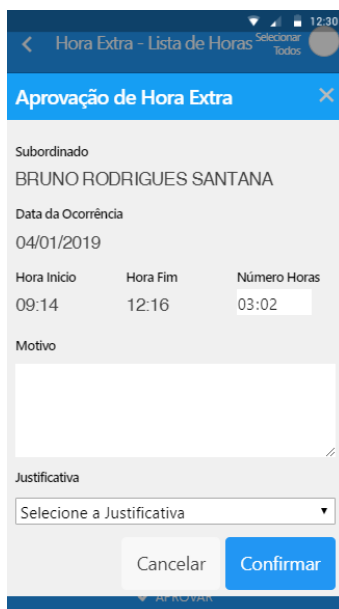 12:30
Hora Extra - Lista de Horas
Selecionar
Todos
Aprovação de Hora Extra
Subordinado
BRUNO RODRIGUES SANTANA
Data da Ocorrência
04/01/2019
Hora Inicio Hora Fim Número Horas
09:14 12:16 03:02
Motivo
Justificativa
Selecione a Justificativa
Cancelar Confirmar
APROVAR